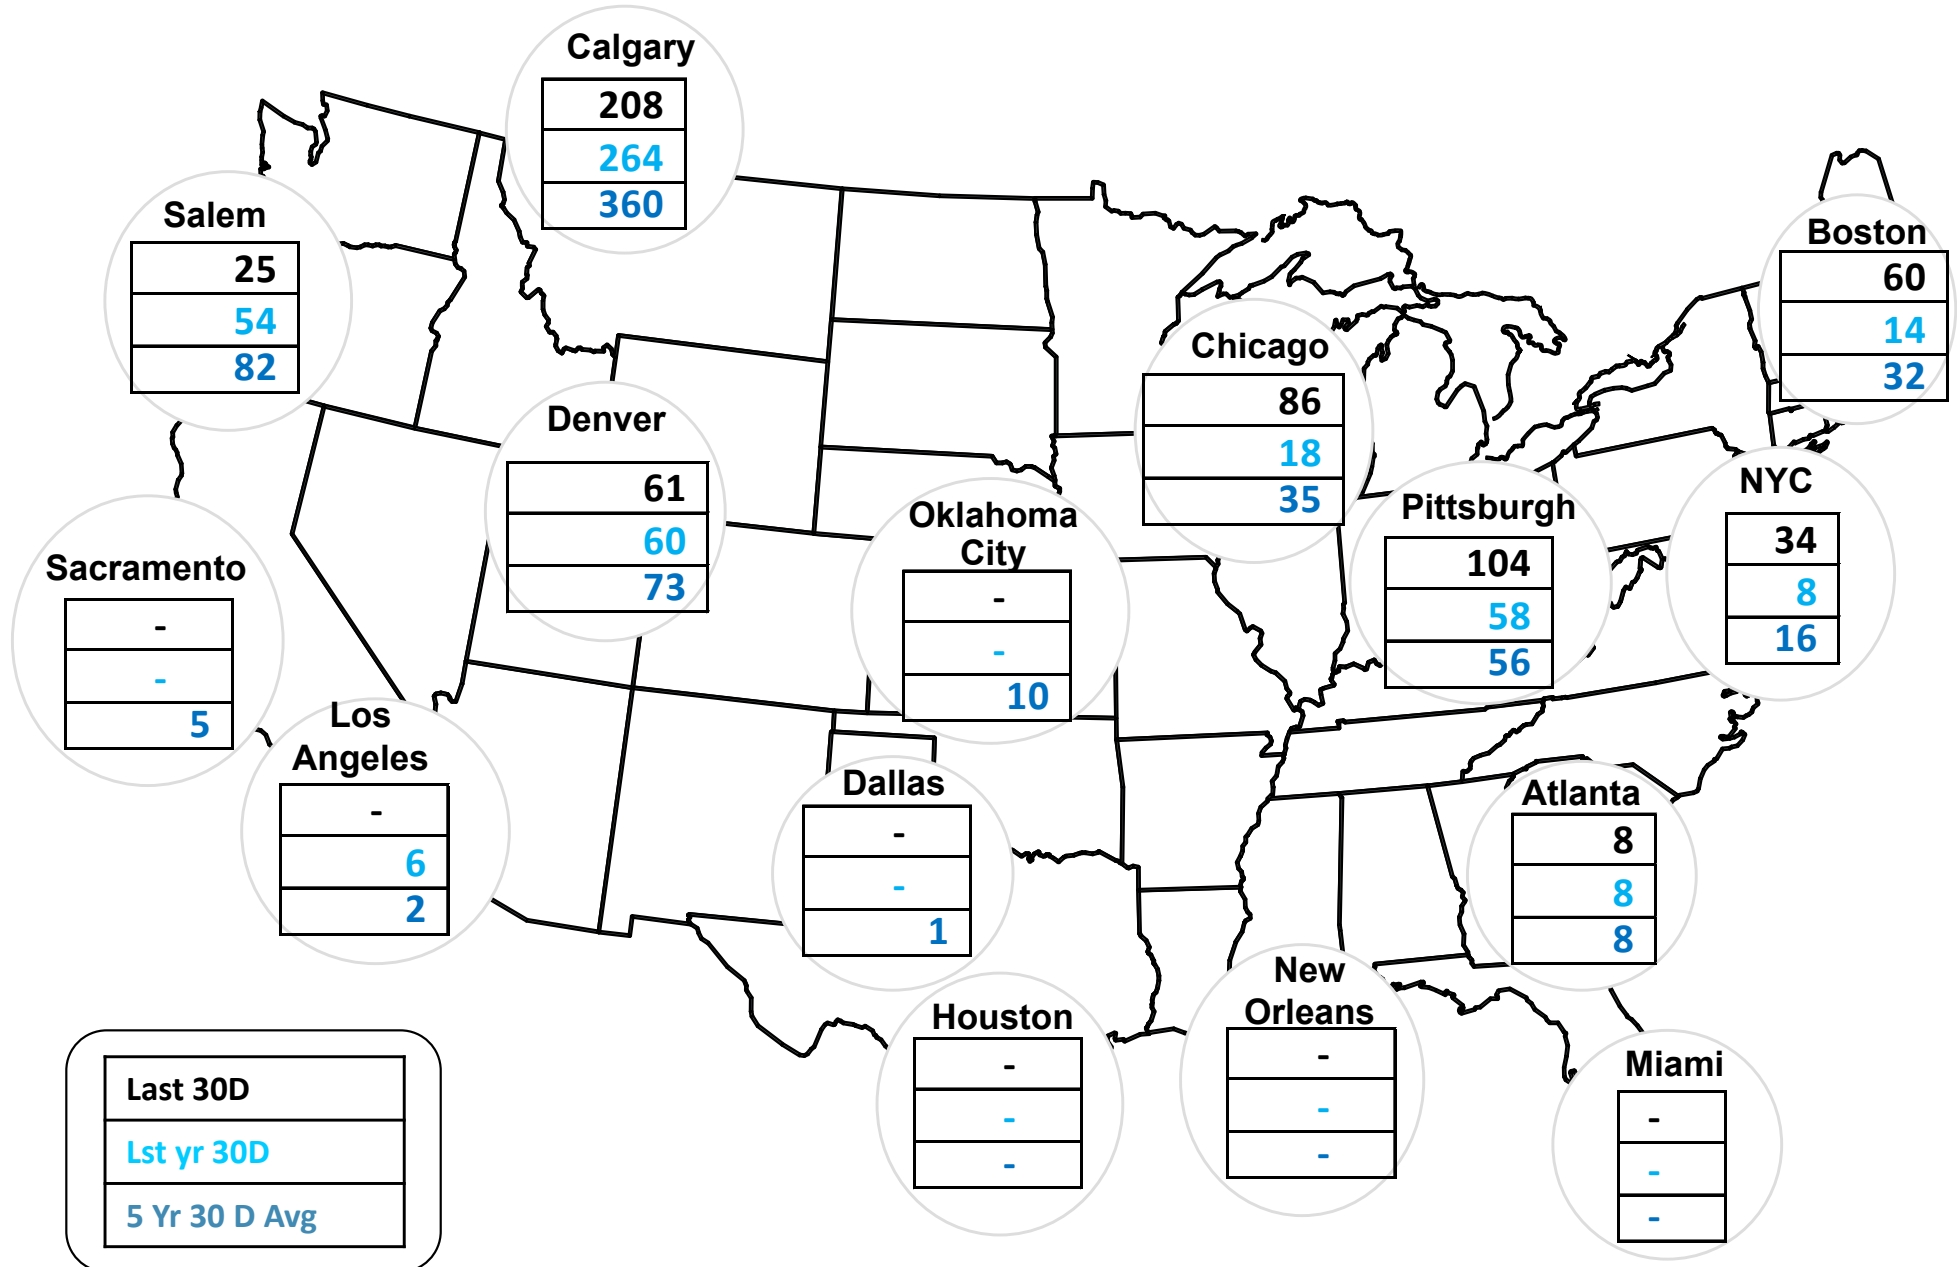 Calgary
208
264
360
Salem
25
54
82
Boston
60
14
32
Chicago
86
18
35
Denver
61
60
73
NYC
34
8
16
Pittsburgh
104
58
56
Oklahoma
City
-
-
10
Sacramento
-
-
5
Los
Angeles
-
6
2
Dallas
-
-
1
Atlanta
8
8
8
New
Orleans
-
-
-
Houston
-
-
-
Miami
-
-
-
Last 30D
Lst yr 30D
5 Yr 30 D Avg